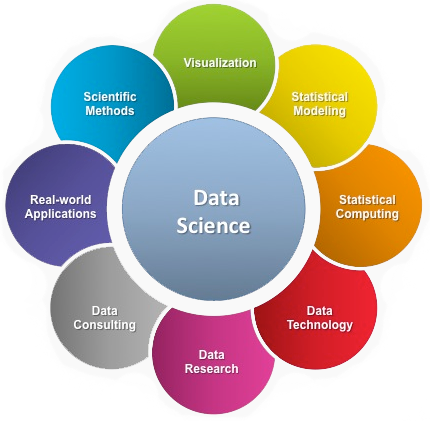 Visualization
Statistical
Modeling
Statistical
Computing
Data
Technology
Data
Research
Data
Consulting
Real-world
Applications
Scientific
Methods
Data
Science